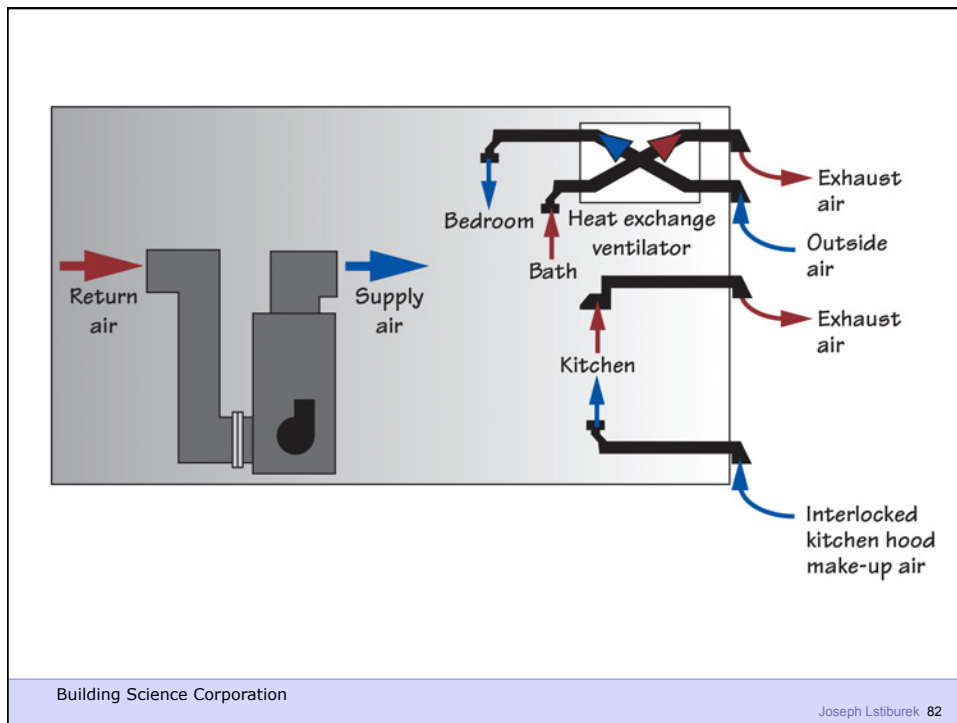 Return
air
Supply
air
Bedroom
Heat exchange
ventilator
Bath
Exhaust
air
Outside
air
Kitchen
Exhaust
air
Interlocked
kitchen hood
make-up air
Building Science Corporation
Joseph Lstiburek 82